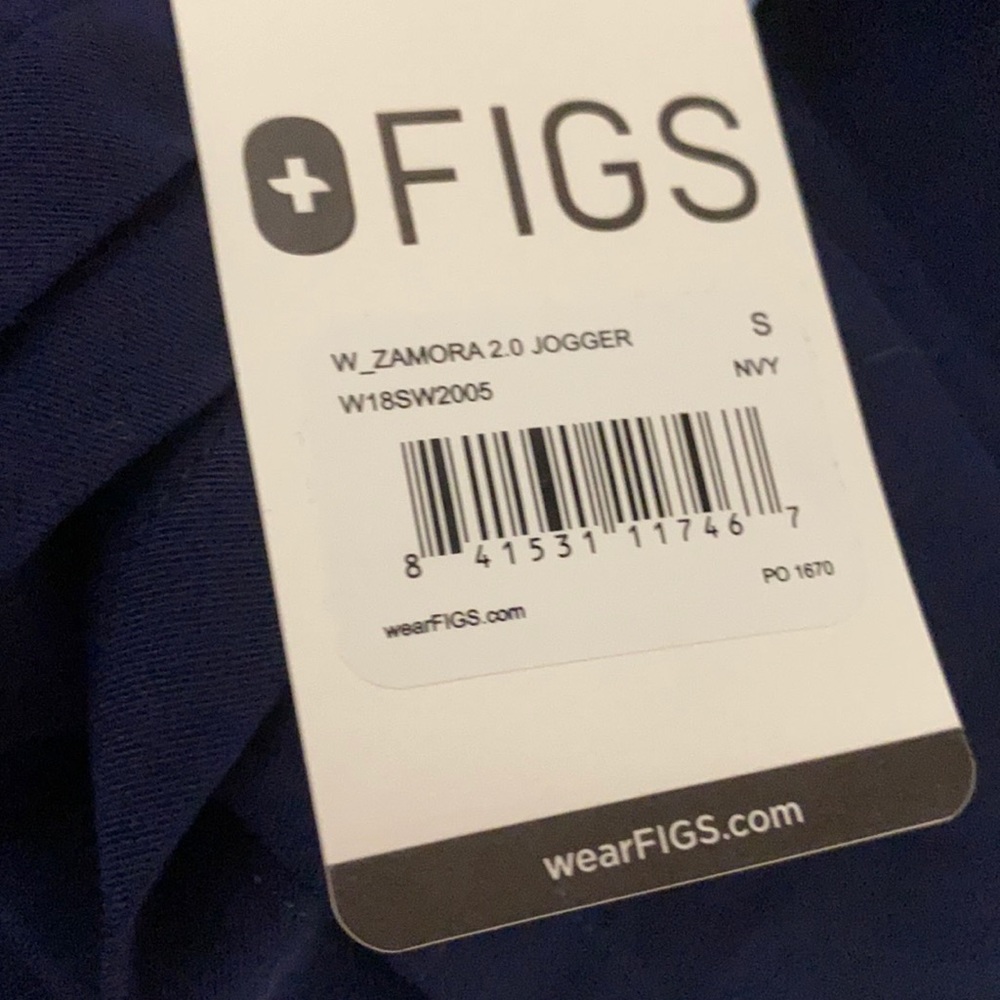 FIGS
W_ZAMORA 2.0 JOGGER S
W18SW2005 NVY
8 41531 11746 7
PO 1670
wearFIGS.com
wearFIGS.com